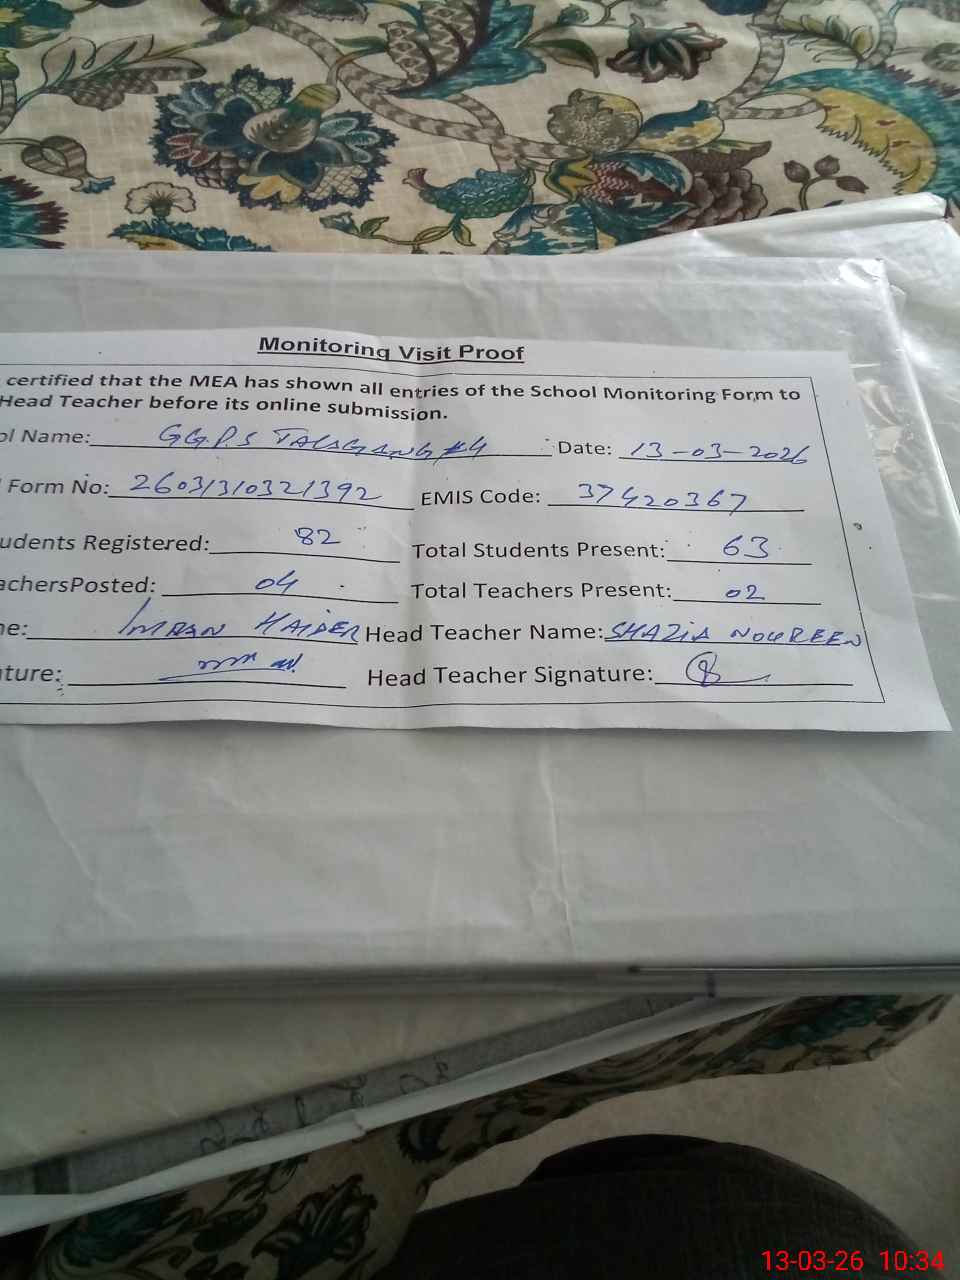 Monitoring Visit Proof
certified that the MEA has shown all entries of the School Monitoring Form to
Head Teacher before its online submission.
ol Name: GGPS TALAGANG #4 Date: 13-03-2026
Form No: 26031310321392 EMIS Code: 37420367
udents Registered: 82 Total Students Present: 63
achersPosted: 04 Total Teachers Present: 02
ne: IMRAN HAIDER Head Teacher Name: SHAZIA NOUREEN
ture: Head Teacher Signature:
13-03-26 10:34